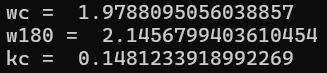 wc =  1.9788095056038857
w180 =  2.1456799403610454
kc =  0.1481233918992269